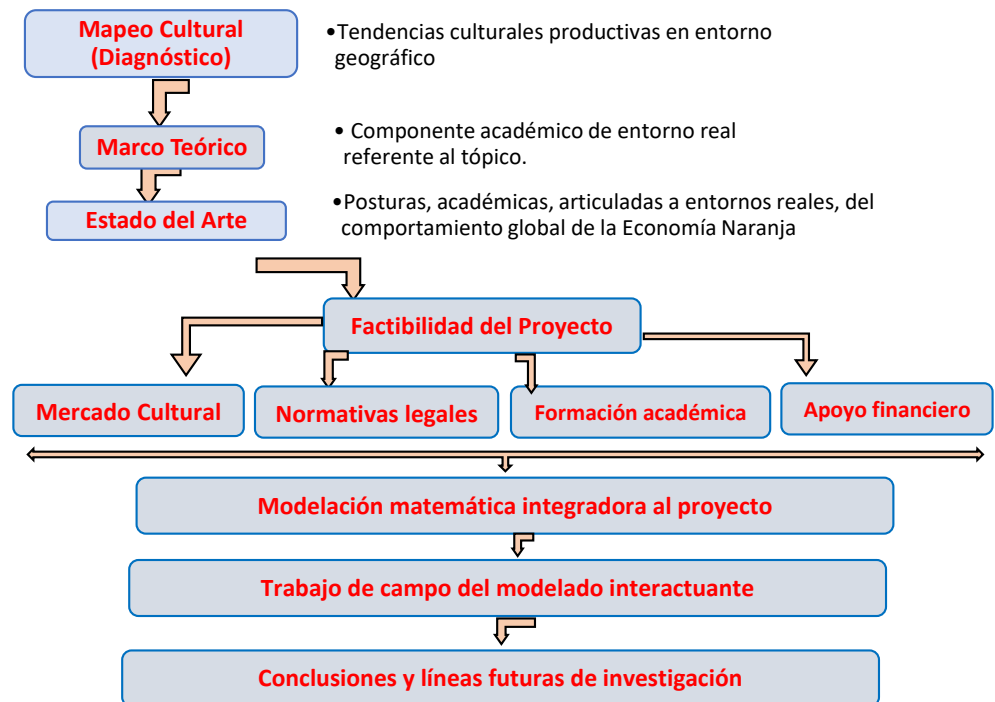 Mapeo Cultural
(Diagnóstico)
•Tendencias culturales productivas en entorno
geográfico
Marco Teórico
• Componente académico de entorno real
referente al tópico.
Estado del Arte
•Posturas, académicas, articuladas a entornos reales, del
comportamiento global de la Economía Naranja
Factibilidad del Proyecto
Mercado Cultural
Normativas legales
Formación académica
Apoyo financiero
Modelación matemática integradora al proyecto
Trabajo de campo del modelado interactuante
Conclusiones y líneas futuras de investigación